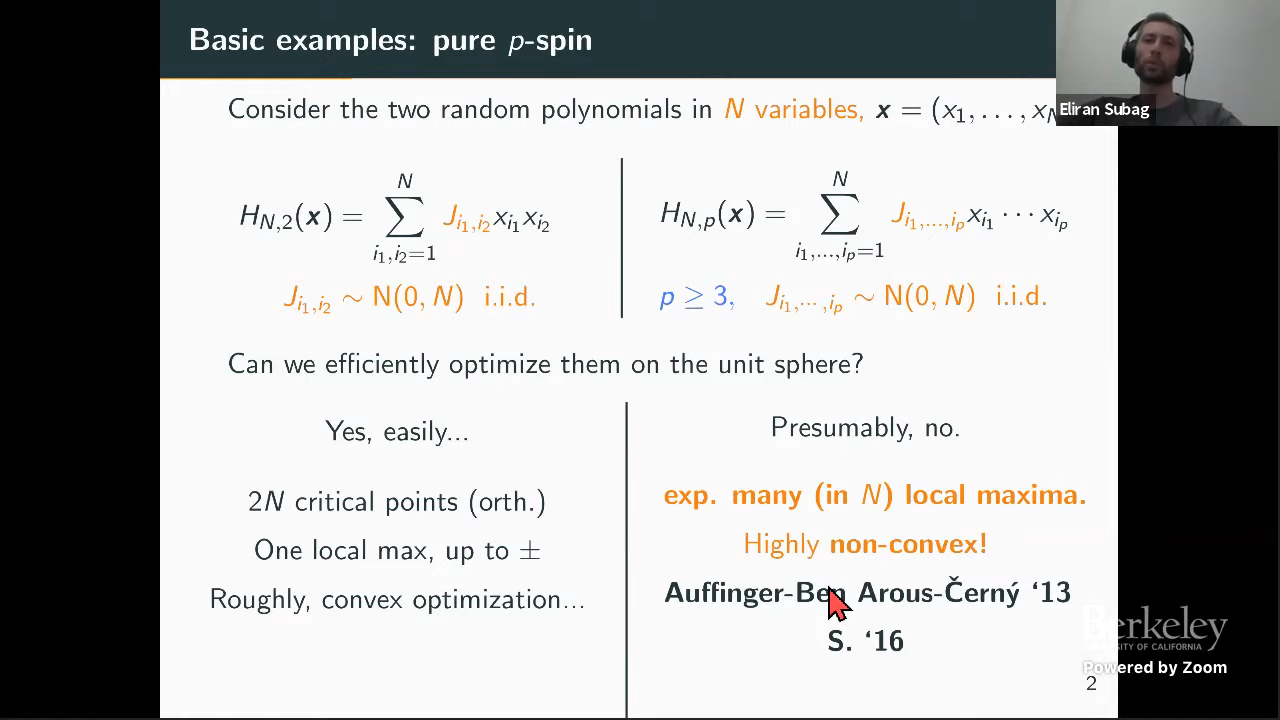 Basic examples: pure p-spin
Eliran Subag
Consider the two random polynomials in N variables, x = (x₁, . . . , x_N
H_{N,2}(x) = ∑_{i₁,i₂=1}^{N} J_{i₁,i₂} x_{i₁} x_{i₂}
J_{i₁,i₂} ∼ N(0, N) i.i.d.
H_{N,p}(x) = ∑_{i₁,...,i_p=1}^{N} J_{i₁,...,i_p} x_{i₁} · · · x_{i_p}
p ≥ 3, J_{i₁,··· ,i_p} ∼ N(0, N) i.i.d.
Can we efficiently optimize them on the unit sphere?
Yes, easily...
2N critical points (orth.)
One local max, up to ±
Roughly, convex optimization...
Presumably, no.
exp. many (in N) local maxima.
Highly non-convex!
Auffinger-Ben Arous-Černý ‘13
S. ‘16
Berkeley
UNIVERSITY OF CALIFORNIA
Powered by Zoom
2